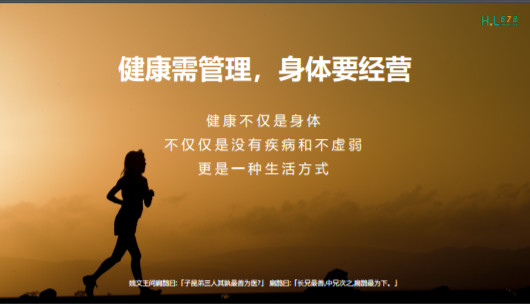 健康需管理，身体要经营
健康不仅是身体
不仅仅是没有疾病和不虚弱
更是一种生活方式
魏文王问扁鹊曰:「子昆弟三人其孰最善为医?」 扁鹊曰:「长兄最善,中兄次之,扁鹊最为下。」